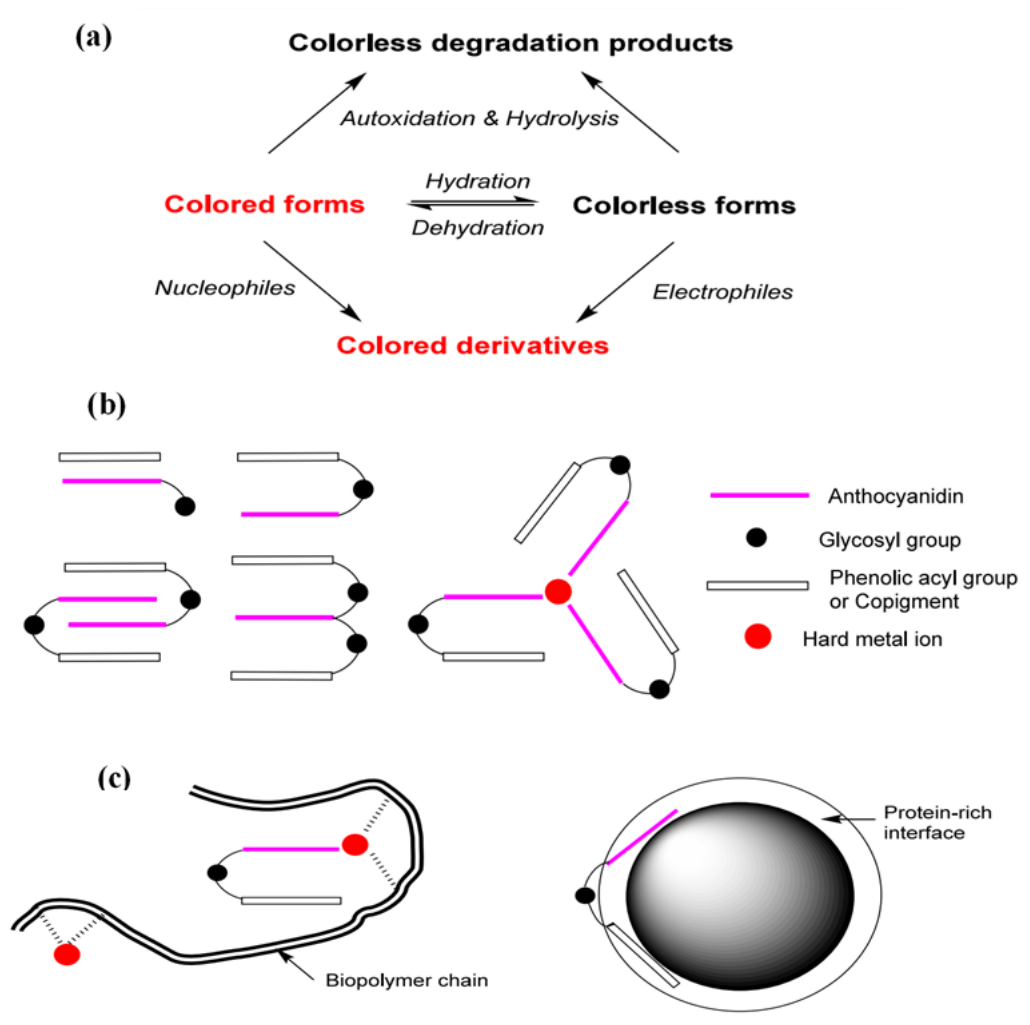 (a)
Colorless degradation products
Autoxidation & Hydrolysis
Hydration
Colored forms
Colorless forms
Dehydration
Nucleophiles
Electrophiles
Colored derivatives
(b)
Anthocyanidin
Glycosyl group
Phenolic acyl group
or Copigment
Hard metal ion
(c)
Protein-rich
interface
Biopolymer chain